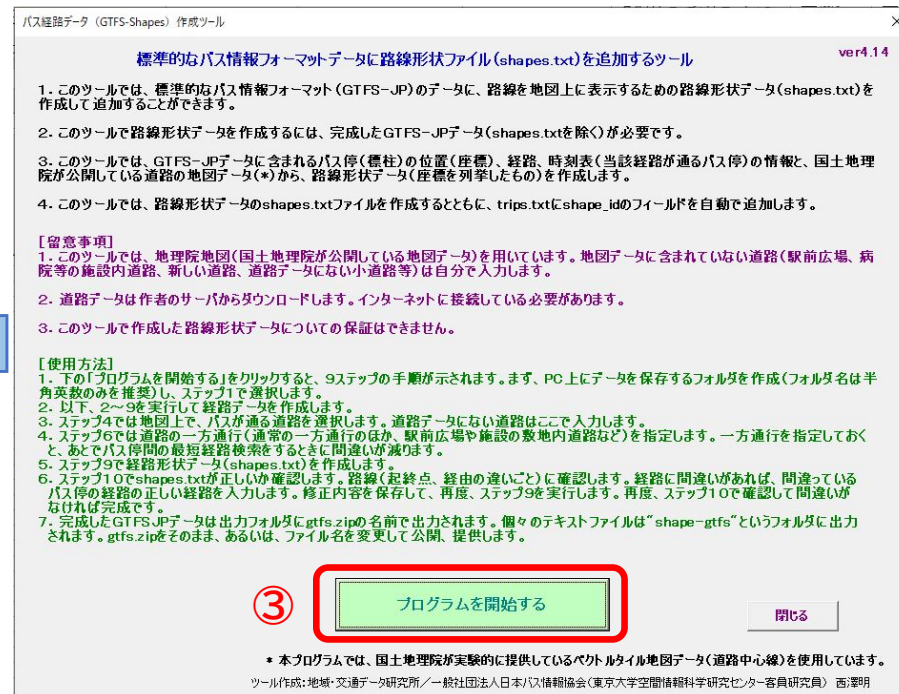 バス経路データ（GTFS-Shapes）作成ツール
標準的なバス情報フォーマットデータに路線形状ファイル(shapes.txt)を追加するツール
ver4.14
1. このツールでは、標準的なバス情報フォーマット(GTFS-JP)のデータに、路線を地図上に表示するための路線形状データ(shapes.txt)を
作成して追加することができます。
2. このツールで路線形状データを作成するには、完成したGTFS-JPデータ(shapes.txtを除く)が必要です。
3. このツールでは、GTFS-JPデータに含まれるバス停(標柱)の位置(座標)、経路、時刻表(当該経路が通るバス停)の情報と、国土地理
院が公開している道路の地図データ(*)から、路線形状データ(座標を列挙したもの)を作成します。
4. このツールでは、路線形状データのshapes.txtファイルを作成するとともに、trips.txtにshape_idのフィールドを自動で追加します。
[留意事項]
1. このツールでは、地理院地図(国土地理院が公開している地図データ)を用いています。地図データに含まれていない道路(駅前広場、病
院等の施設内道路、新しい道路、道路データにない小道路等)は自分で入力します。
2. 道路データは作者のサーバからダウンロードします。インターネットに接続している必要があります。
3. このツールで作成した路線形状データについての保証はできません。
[使用方法]
1. 下の「プログラムを開始する」をクリックすると、9ステップの手順が示されます。まず、PC上にデータを保存するフォルダを作成(フォルダ名は半
角英数のみを推奨)し、ステップ1で選択します。
2. 以下、2～9を実行して経路データを作成します。
3. ステップ4では地図上で、バスが通る道路を選択します。道路データにない道路はここで入力します。
4. ステップ6では道路の一方通行(通常の一方通行のほか、駅前広場や施設の敷地内道路など)を指定します。一方通行を指定しておく
と、あとでバス停間の最短経路検索をするときに間違いが減ります。
5. ステップ9で経路形状データ(shapes.txt)を作成します。
6. ステップ10でshapes.txtが正しいか確認します。路線(起終点、経由の違いごと)に確認します。経路に間違いがあれば、間違っている
バス停の経路の正しい経路を入力します。修正内容を保存して、再度、ステップ9を実行します。再度、ステップ10で確認して間違いが
なければ完成です。
7. 完成したGTFSJPデータは出力フォルダにgtfs.zipの名前で出力されます。個々のテキストファイルは"shape-gtfs"というフォルダに出力
されます。gtfs.zipをそのまま、あるいは、ファイル名を変更して公開、提供します。
③
プログラムを開始する
閉じる
* 本プログラムでは、国土地理院が実験的に提供しているベクトルタイル地図データ(道路中心線)を使用しています。
ツール作成:地域・交通データ研究所／一般社団法人日本バス情報協会(東京大学空間情報科学研究センター客員研究員) 西澤明